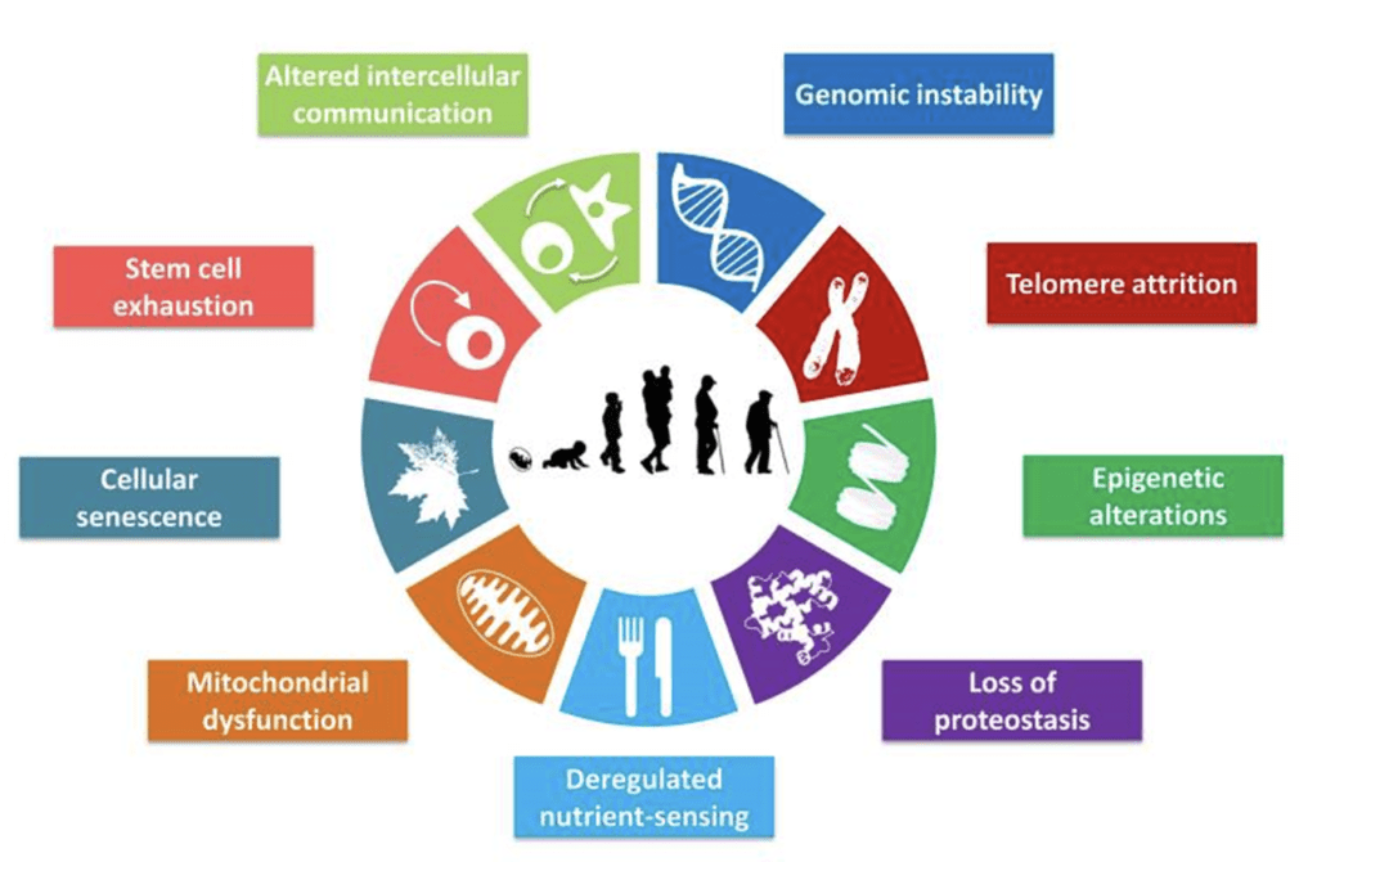 Altered intercellular
communication
Genomic instability
Stem cell
exhaustion
Telomere attrition
Cellular
senescence
Epigenetic
alterations
Mitochondrial
dysfunction
Loss of
proteostasis
Deregulated
nutrient-sensing